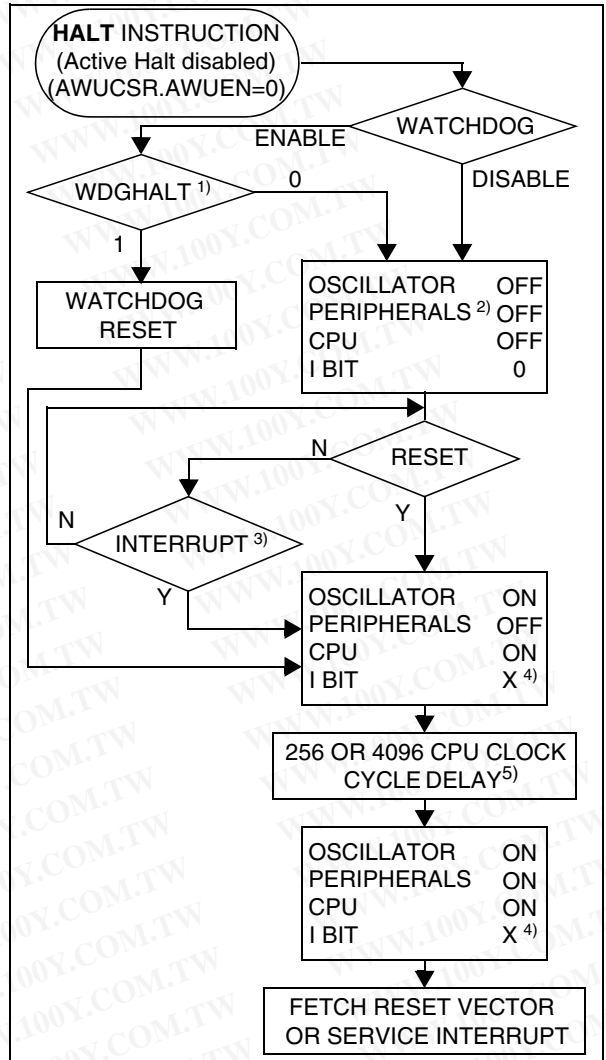 HALT INSTRUCTION
(Active Halt disabled)
(AWUCSR.AWUEN=0)
WATCHDOG
ENABLE
DISABLE
WDGHALT 1)
0
1
WATCHDOG
RESET
OSCILLATOR OFF
PERIPHERALS 2) OFF
CPU OFF
I BIT 0
RESET
N
Y
INTERRUPT 3)
N
Y
OSCILLATOR ON
PERIPHERALS OFF
CPU ON
I BIT X 4)
256 OR 4096 CPU CLOCK
CYCLE DELAY5)
OSCILLATOR ON
PERIPHERALS ON
CPU ON
I BIT X 4)
FETCH RESET VECTOR
OR SERVICE INTERRUPT
WWW.100Y.COM.TW